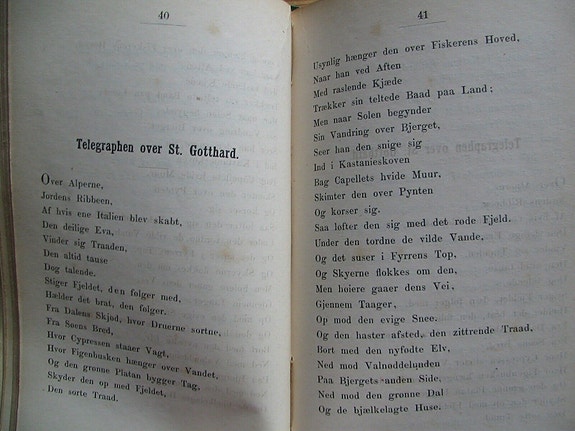 40
Telegraphen over St. Gotthard.
Over Alperne,
Jordens Ribbeen,
Af hvis ene Italien blev skabt,
Den deilige Eva,
Vinder sig Traaden,
Den altid tause
Dog talende.
Stiger Fjeldet, den følger med,
Hælder det brat, den følger.
Fra Dalens Skjød, hvor Druerne sortne,
Fra Søens Bred,
Hvor Cypressen staaer Vagt,
Hvor Figenbusken hænger over Vandet,
Og den grønne Platan bygger Tag,
Skyder den op med Fjeldet,
Den sorte Traad.
41
Usynlig hænger den over Fiskerens Hoved,
Naar han ved Aften
Med raslende Kjæde
Trækker sin teltede Baad paa Land;
Men naar Solen begynder
Sin Vandring over Bjerget,
Seer han den snige sig
Ind i Kastanieskoven
Bag Capellets hvide Muur,
Skimter den over Pynten
Og korser sig.
Saa løfter den sig med det røde Fjeld.
Under den tordne de vilde Vande,
Og det suser i Fyrrens Top,
Og Skyerne flokkes om den,
Men høiere gaaer dens Vei,
Gjennem Taager,
Op mod den evige Snee.
Og den haster afsted, den zittrende Traad,
Bort med den nyfødte Elv,
Ned mod Valnøddelunden
Paa Bjergets anden Side,
Ned mod den grønne Dal
Og de bjælkelagte Huse.